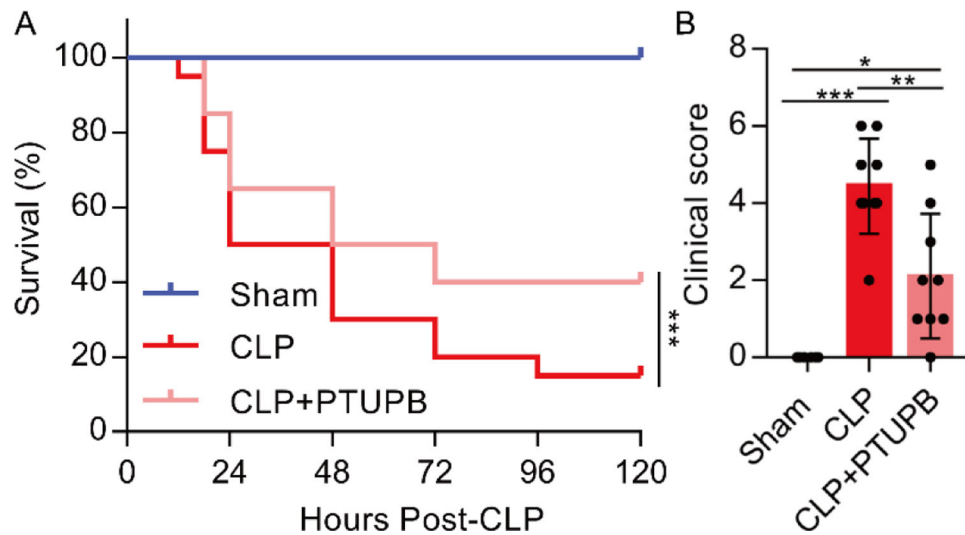 A
Survival (%)
100
80
60
40
20
0
Sham
CLP
CLP+PTUPB
***
0 24 48 72 96 120
Hours Post-CLP
B
Clinical score
8
6
4
2
0
*
*** **
Sham
CLP
CLP+PTUPB